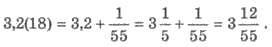 3,2(18) = 3,2 + 1/55 = 3 1/5 + 1/55 = 3 12/55 .